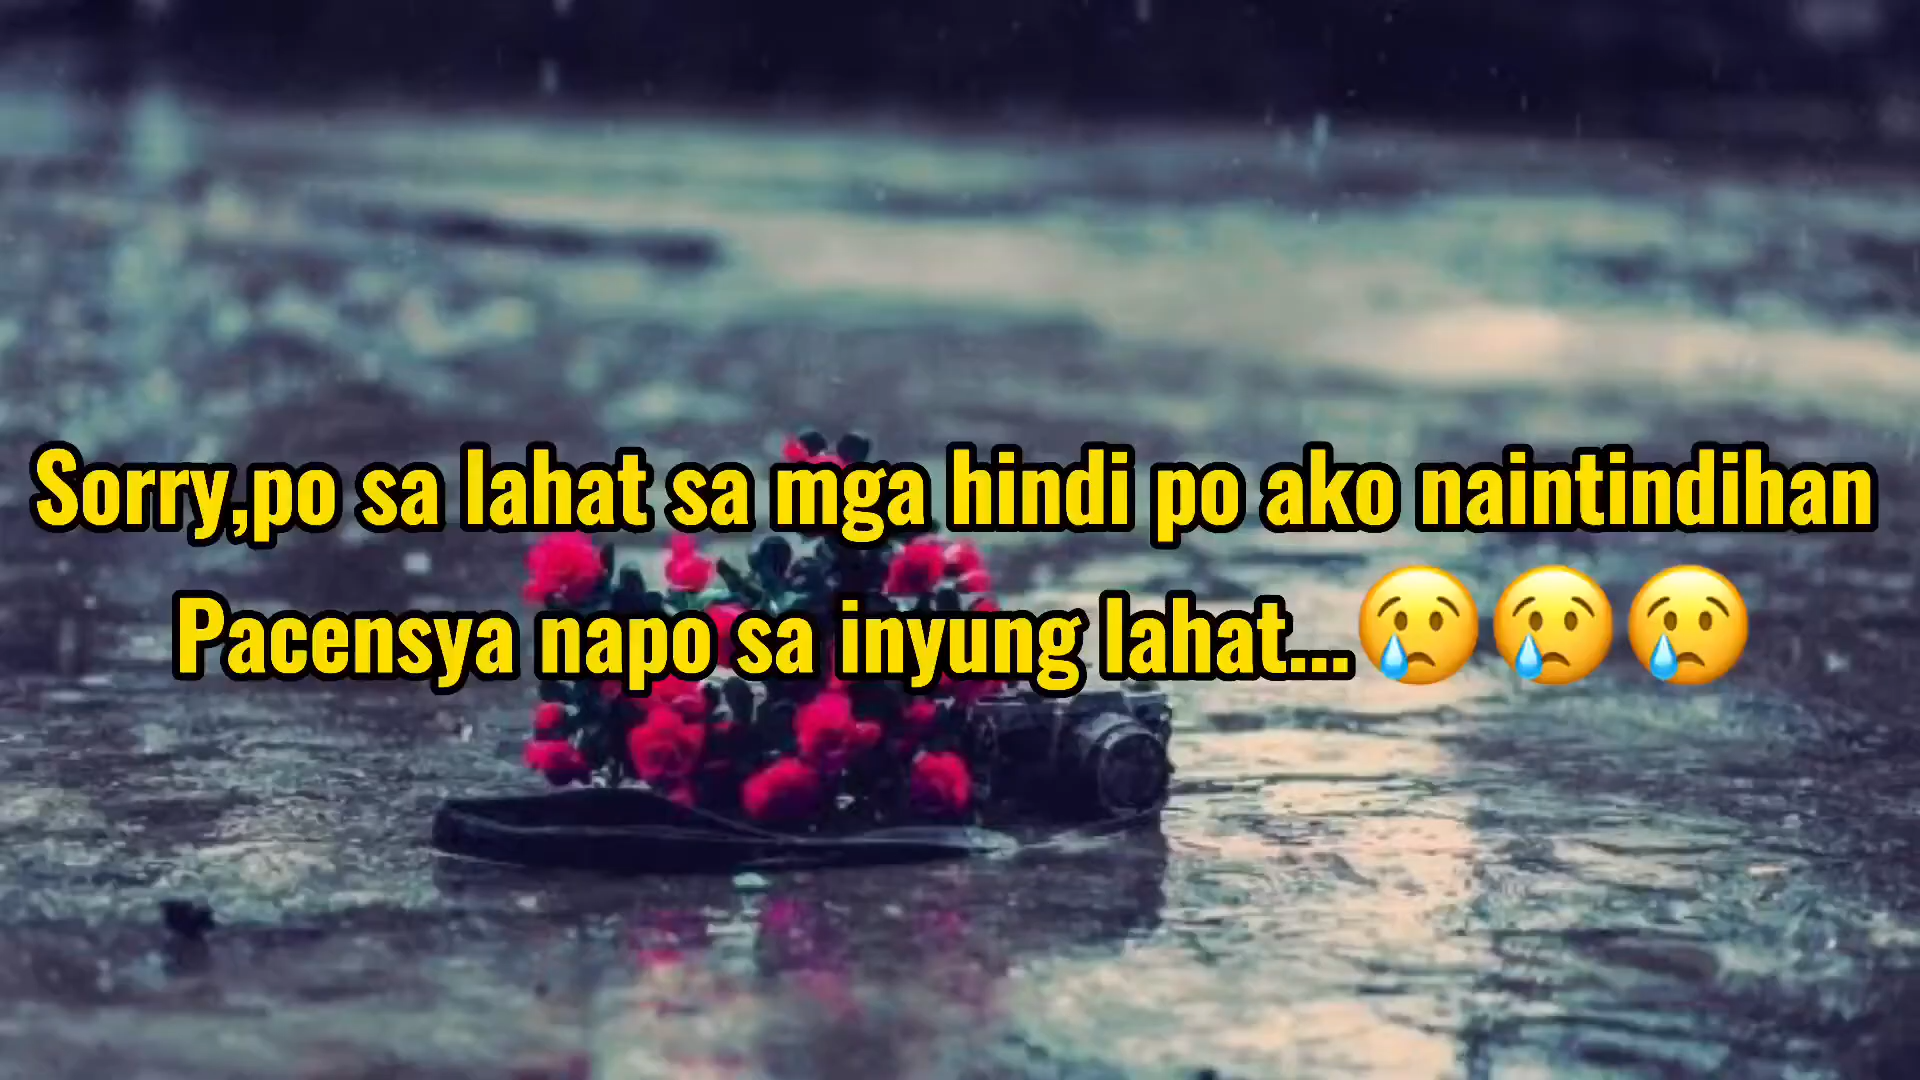 Sorry,po sa lahat sa mga hindi po ako naintindihan
Pacensya napo sa inyung lahat...😢😢😢